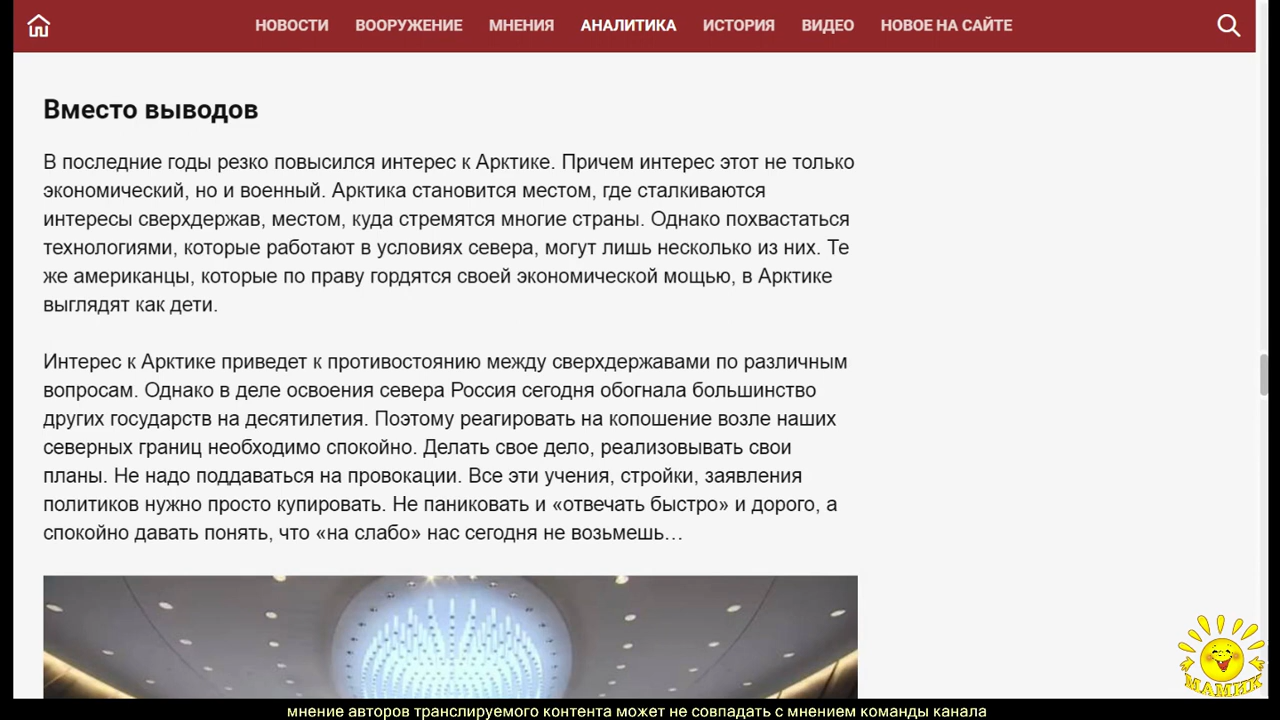 НОВОСТИ ВООРУЖЕНИЕ МНЕНИЯ АНАЛИТИКА ИСТОРИЯ ВИДЕО НОВОЕ НА САЙТЕ
Вместо выводов
В последние годы резко повысился интерес к Арктике. Причем интерес этот не только
экономический, но и военный. Арктика становится местом, где сталкиваются
интересы сверхдержав, местом, куда стремятся многие страны. Однако похвастаться
технологиями, которые работают в условиях севера, могут лишь несколько из них. Те
же американцы, которые по праву гордятся своей экономической мощью, в Арктике
выглядят как дети.
Интерес к Арктике приведет к противостоянию между сверхдержавами по различным
вопросам. Однако в деле освоения севера Россия сегодня обогнала большинство
других государств на десятилетия. Поэтому реагировать на копошение возле наших
северных границ необходимо спокойно. Делать свое дело, реализовывать свои
планы. Не надо поддаваться на провокации. Все эти учения, стройки, заявления
политиков нужно просто купировать. Не паниковать и «отвечать быстро» и дорого, а
спокойно давать понять, что «на слабо» нас сегодня не возьмешь…
МАМИК
мнение авторов транслируемого контента может не совпадать с мнением команды канала